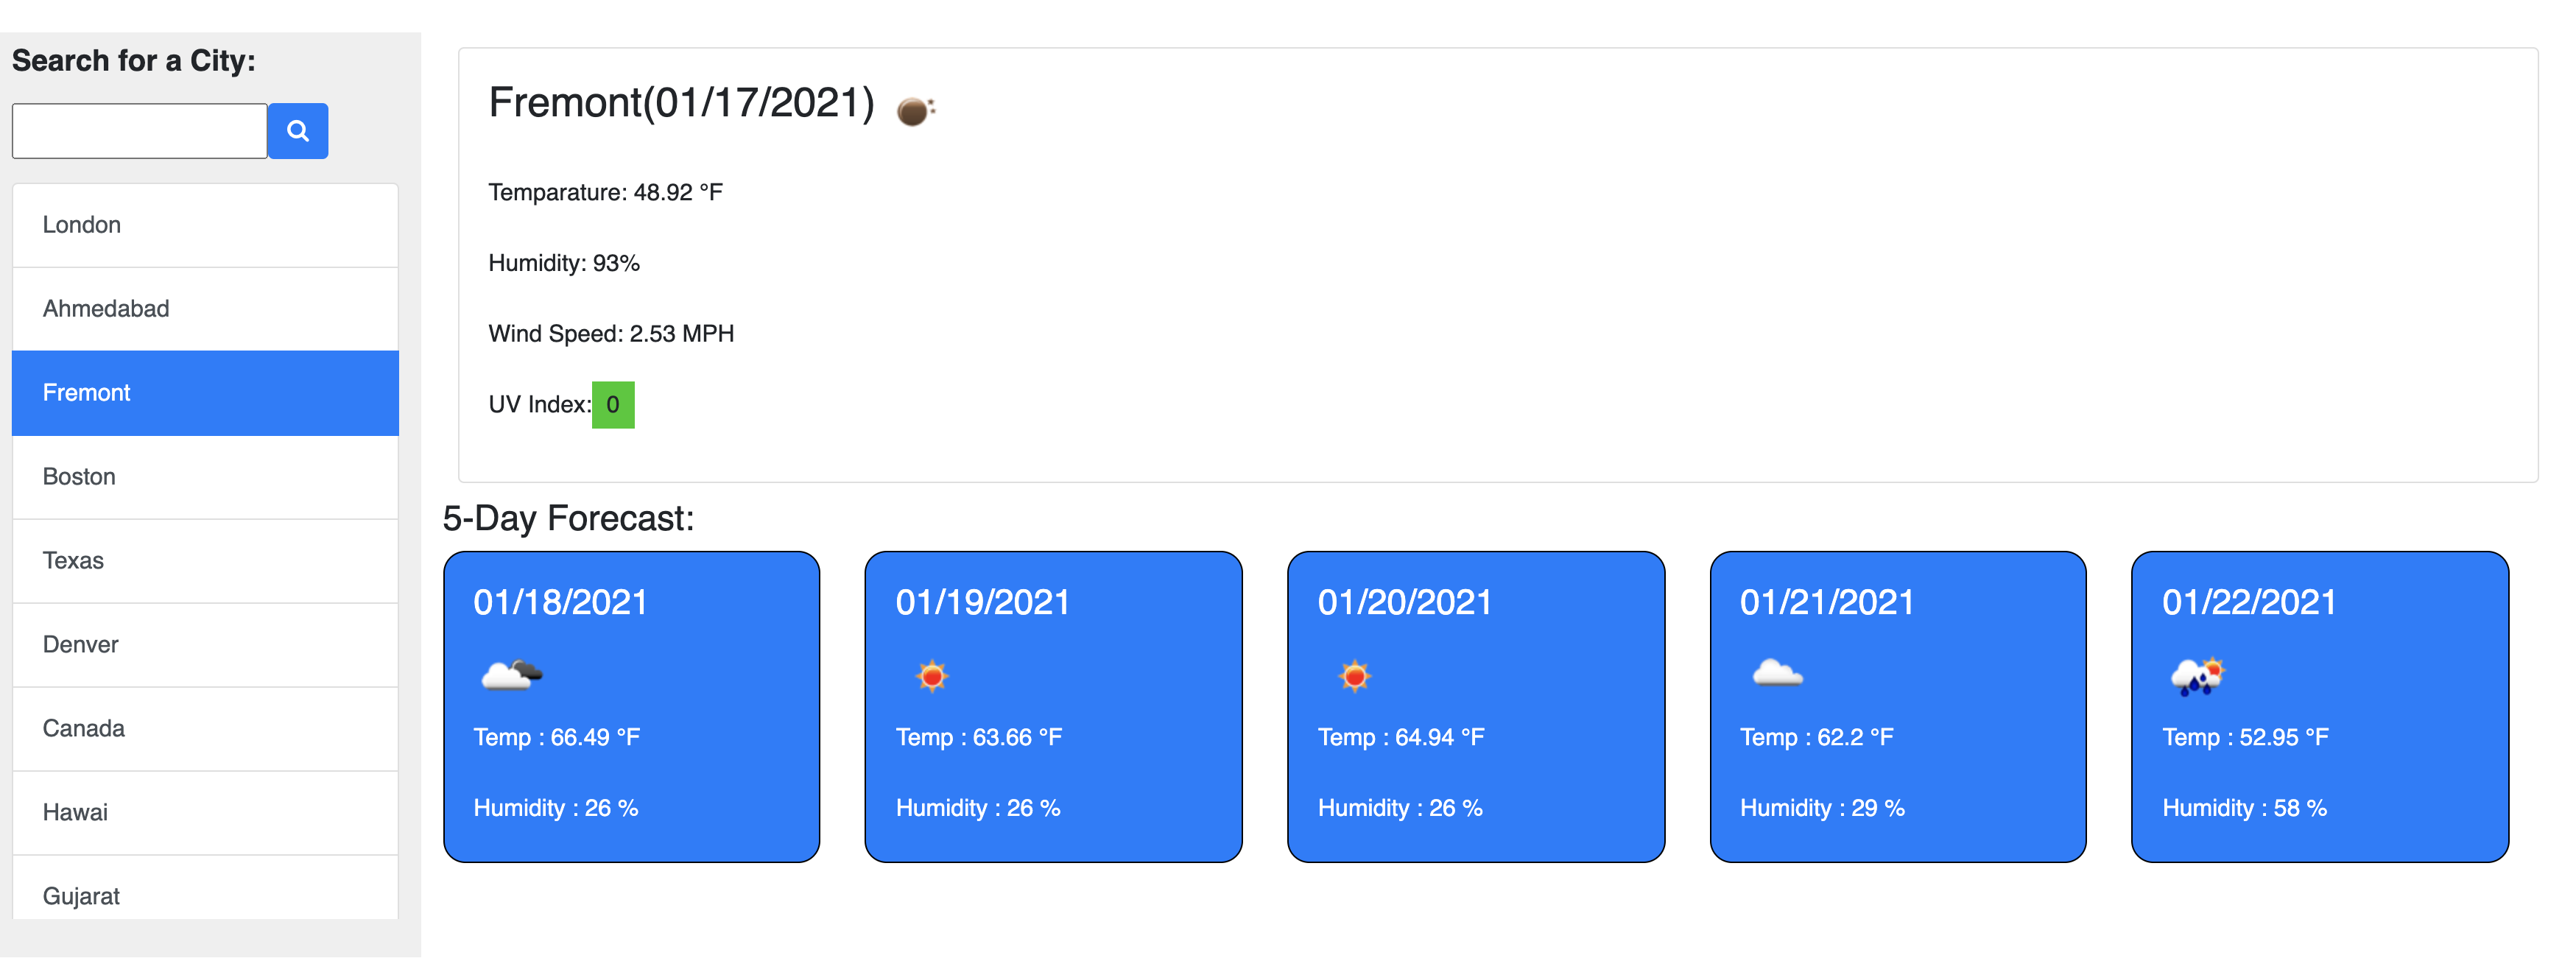 Search for a City:
London
Ahmedabad
Fremont
Boston
Texas
Denver
Canada
Hawai
Gujarat
Fremont(01/17/2021)
Temparature: 48.92 °F
Humidity: 93%
Wind Speed: 2.53 MPH
UV Index: 0
5-Day Forecast:
01/18/2021
Temp : 66.49 °F
Humidity : 26 %
01/19/2021
Temp : 63.66 °F
Humidity : 26 %
01/20/2021
Temp : 64.94 °F
Humidity : 26 %
01/21/2021
Temp : 62.2 °F
Humidity : 29 %
01/22/2021
Temp : 52.95 °F
Humidity : 58 %